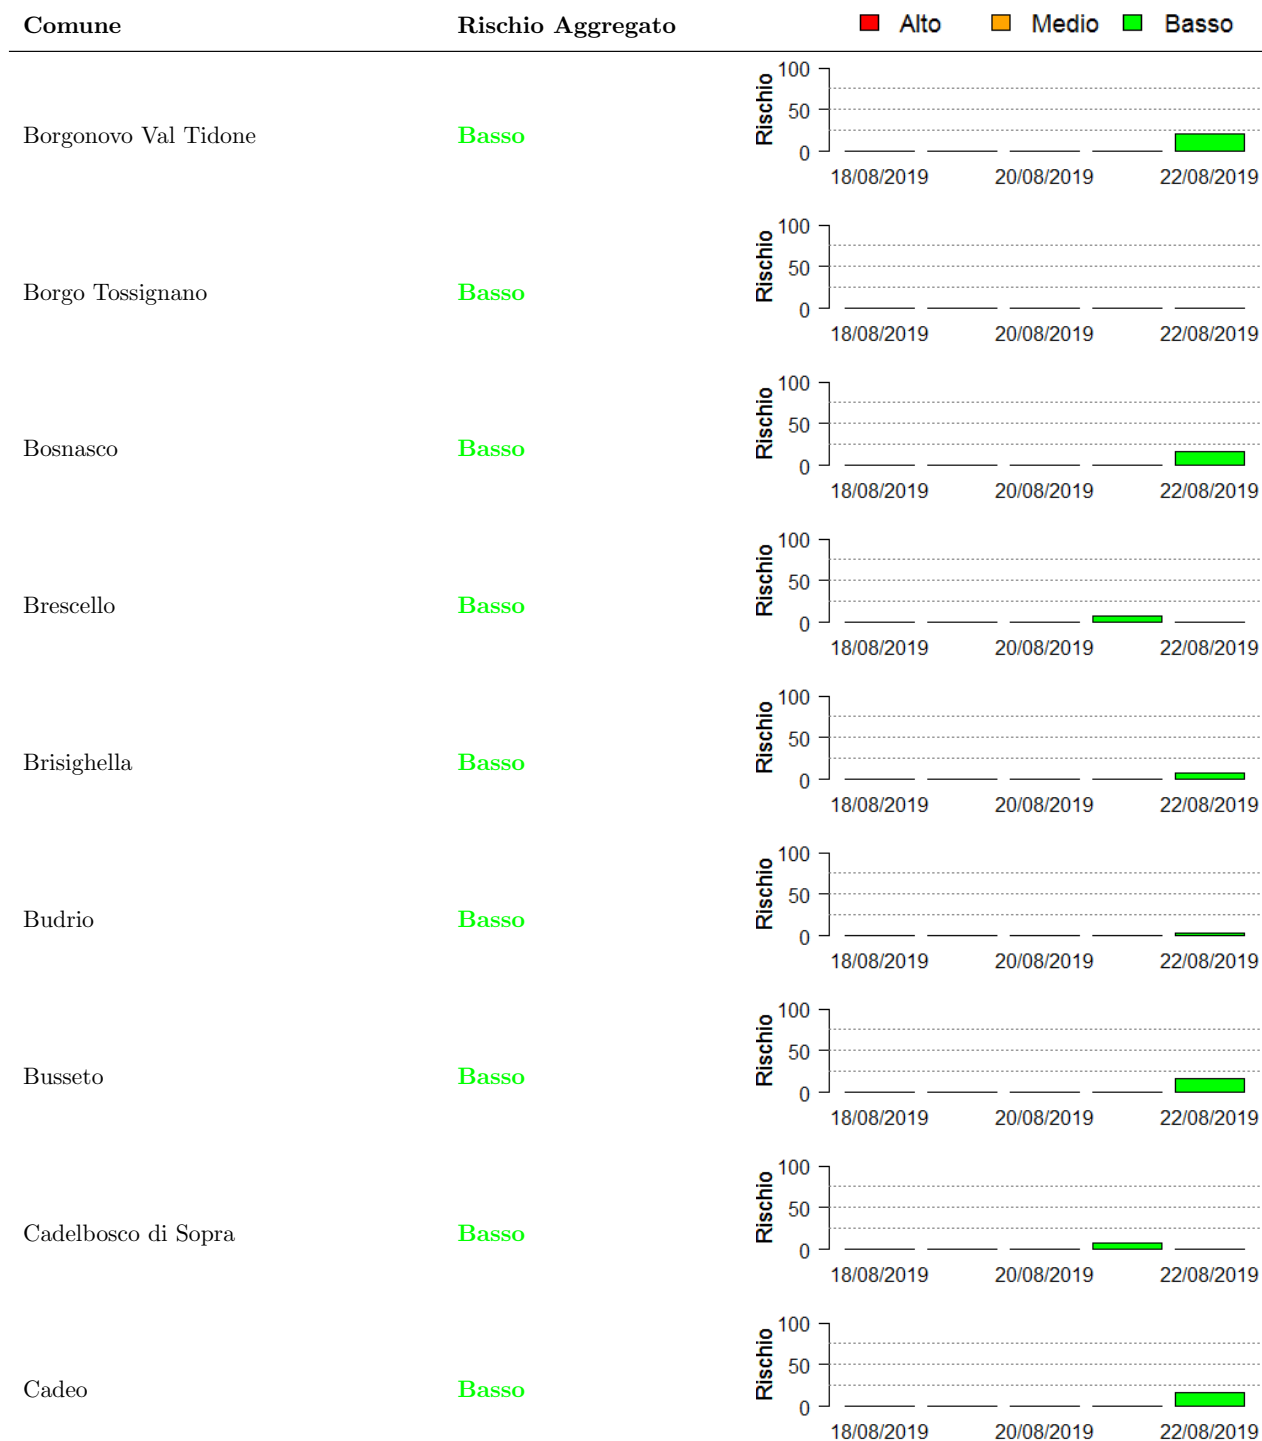 Comune Rischio Aggregato Alto Medio Basso
100
50
0
Rischio
Borgonovo Val Tidone Basso
18/08/2019 20/08/2019 22/08/2019
100
50
0
Rischio
Borgo Tossignano Basso
18/08/2019 20/08/2019 22/08/2019
100
50
0
Rischio
Bosnasco Basso
18/08/2019 20/08/2019 22/08/2019
100
50
0
Rischio
Brescello Basso
18/08/2019 20/08/2019 22/08/2019
100
50
0
Rischio
Brisighella Basso
18/08/2019 20/08/2019 22/08/2019
100
50
0
Rischio
Budrio Basso
18/08/2019 20/08/2019 22/08/2019
100
50
0
Rischio
Busseto Basso
18/08/2019 20/08/2019 22/08/2019
100
50
0
Rischio
Cadelbosco di Sopra Basso
18/08/2019 20/08/2019 22/08/2019
100
50
0
Rischio
Cadeo Basso
18/08/2019 20/08/2019 22/08/2019